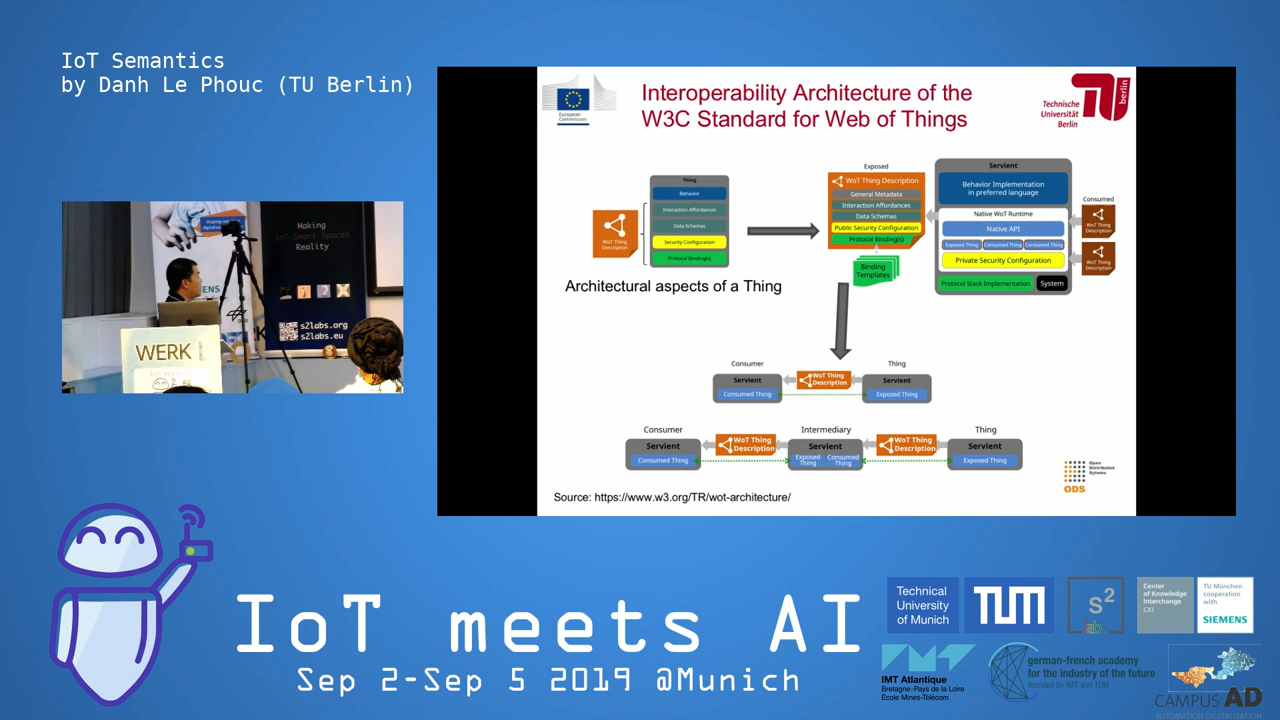 IoT Semantics
by Danh Le Phouc (TU Berlin)
European
Commission
Interoperability Architecture of the
W3C Standard for Web of Things
Technische
Universität
Berlin
berlin
Thing
Behavior
Interaction Affordances
Data Schemas
Security Configuration
Protocol Binding(s)
WoT Thing
Description
Architectural aspects of a Thing
Exposed
WoT Thing Description
General Metadata
Interaction Affordances
Data Schemas
Public Security Configuration
Protocol Binding(s)
Binding
Templates
Servient
Behavior Implementation
in preferred language
Native WoT Runtime
Native API
Exposed Thing
Consumed Thing
Consumed Thing
Private Security Configuration
Protocol Stack Implementation
System
Consumed
WoT Thing
Description
WoT Thing
Description
Consumer
Thing
Servient
Consumed Thing
WoT Thing
Description
Servient
Exposed Thing
Consumer
Intermediary
Thing
Servient
Consumed Thing
WoT Thing
Description
Servient
Exposed
Thing
Consumed
Thing
WoT Thing
Description
Servient
Exposed Thing
Open
Distributed
Sytems
ODS
Source: https://www.w3.org/TR/wot-architecture/
Making
IoT Smart Spaces
Reality
s2labs.org
s2labs.eu
WERK
IoT meets AI
Sep 2-Sep 5 2019 @Munich
Technical
University
of Munich
TUM
s2
lab
Center
of Knowledge
Interchange
CKI
TU München
cooperation
with
SIEMENS
IMT Atlantique
Bretagne-Pays de la Loire
École Mines-Télécom
german-french academy
for the industry of the future
founded by IMT and TUM
CAMPUS AD
AUTOMATION DIGITALIZATION